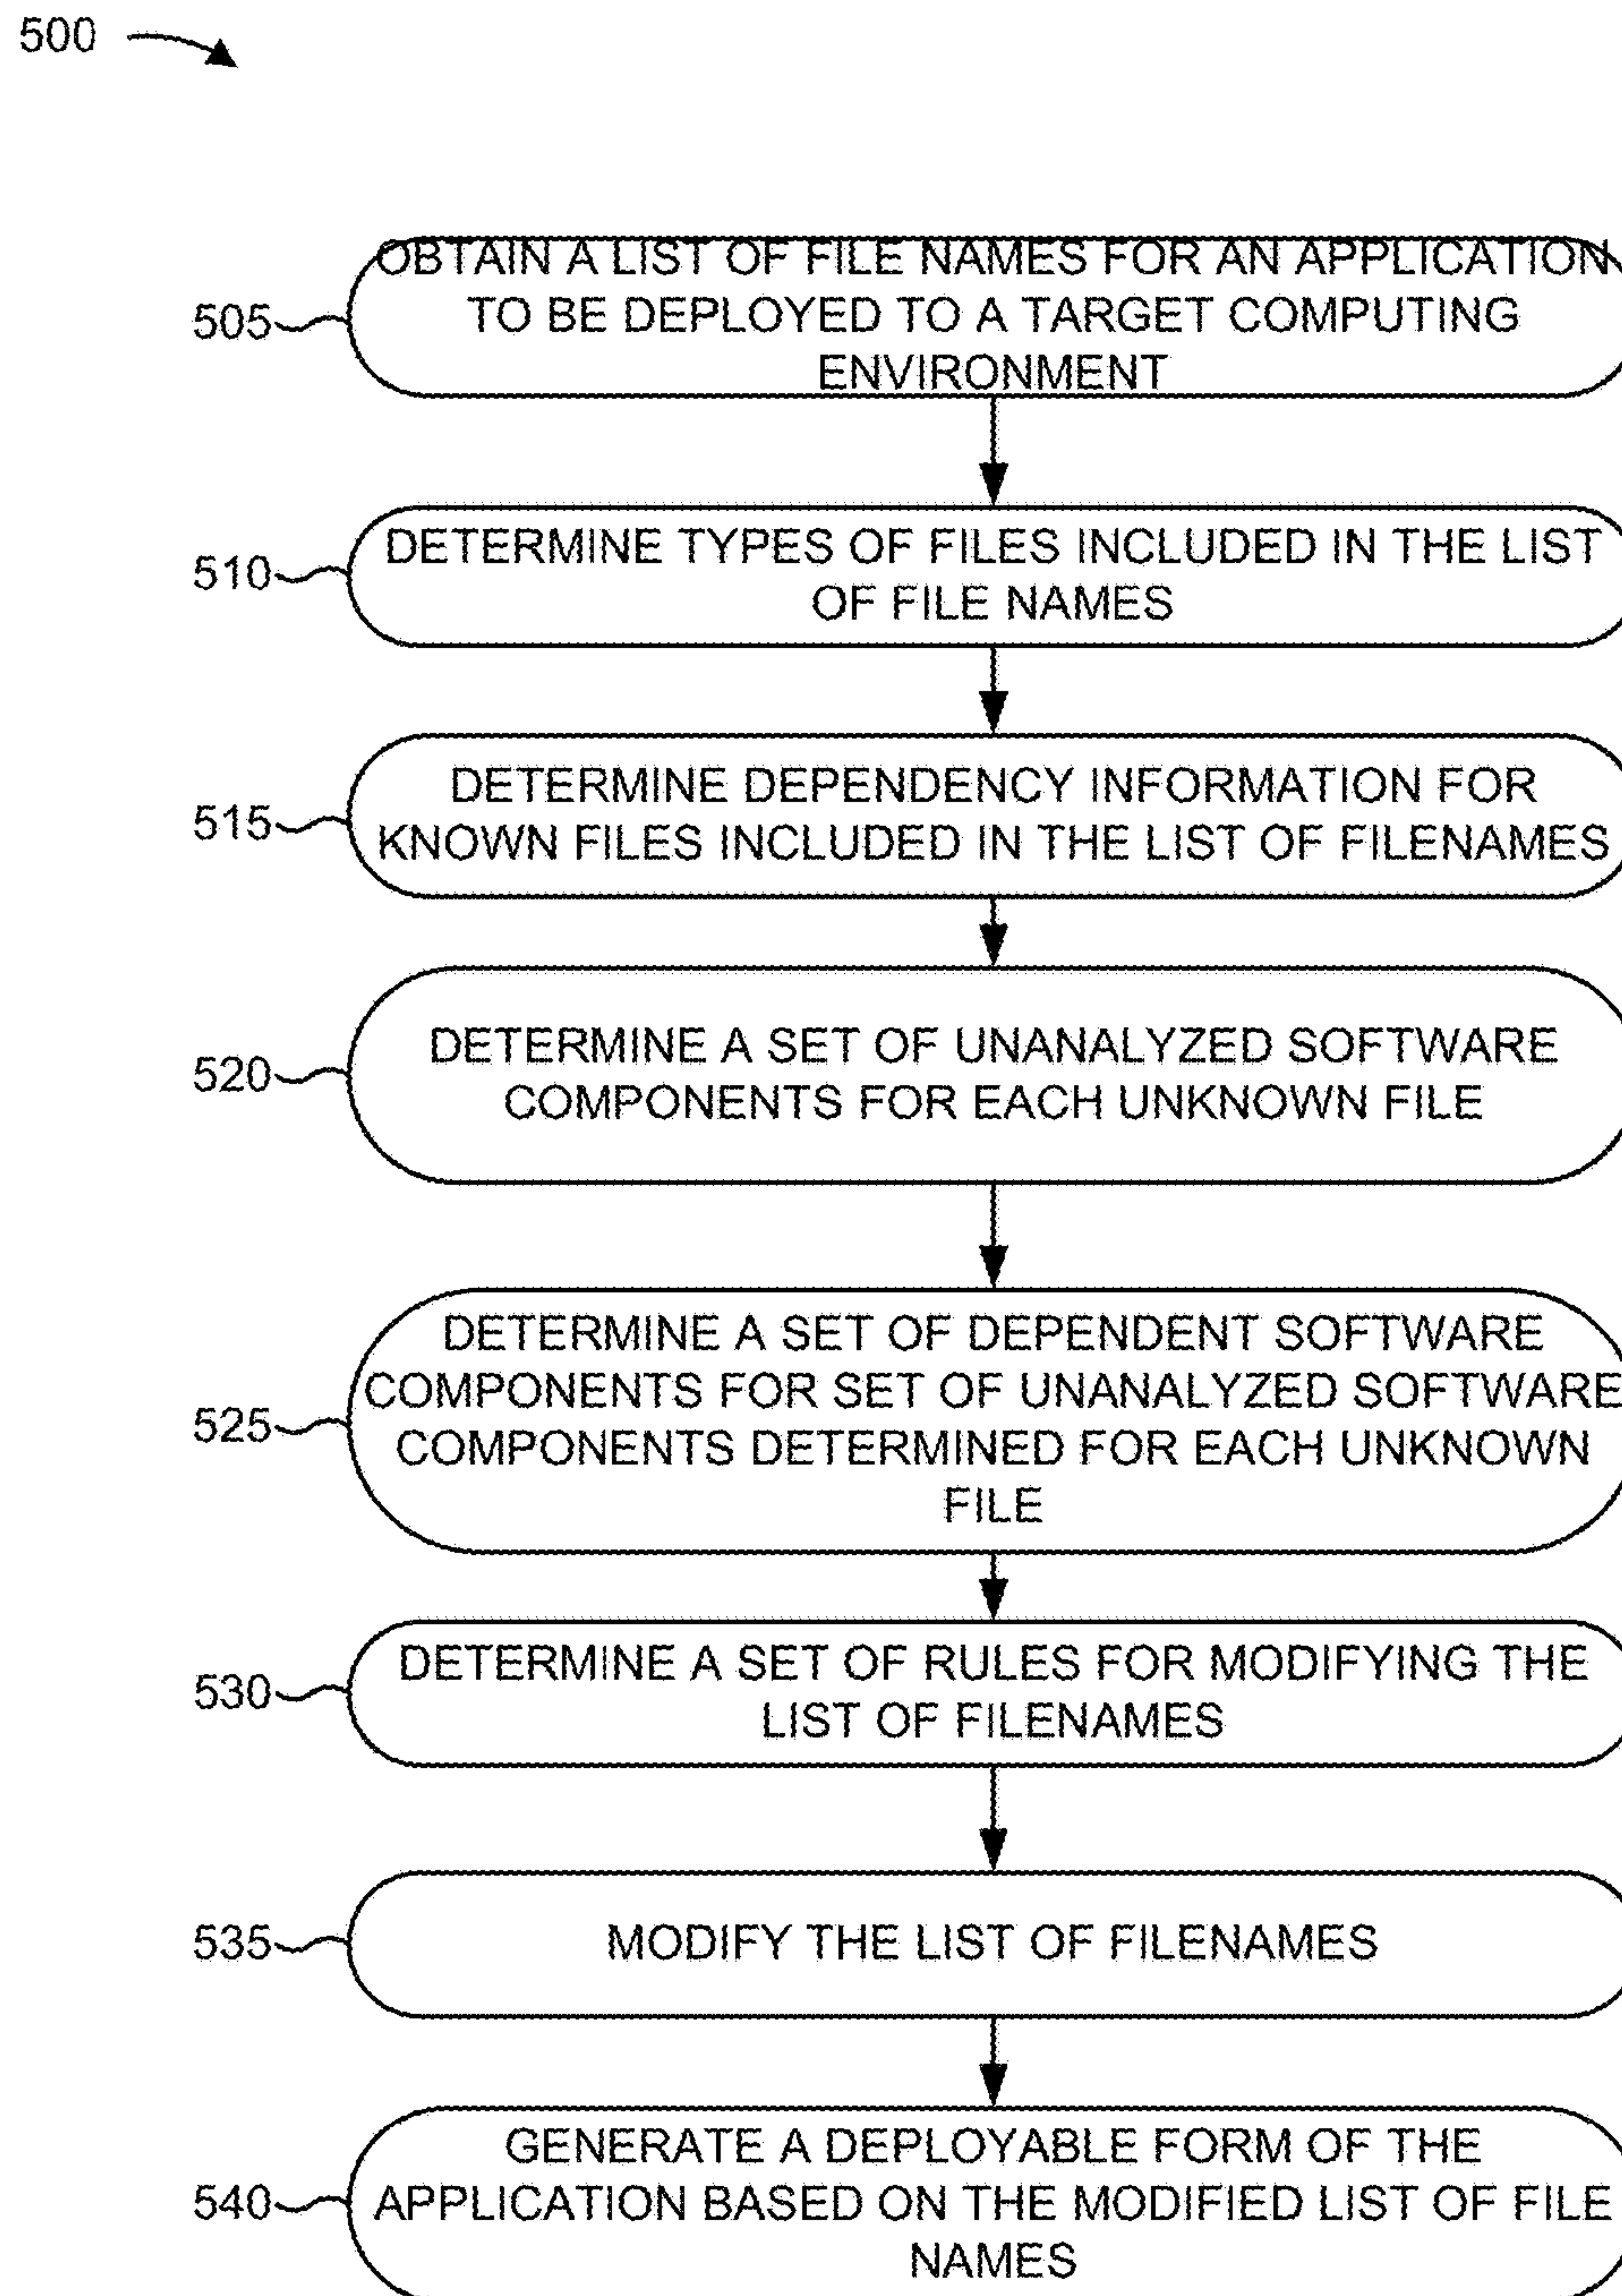 500
OBTAIN A LIST OF FILE NAMES FOR AN APPLICATION
TO BE DEPLOYED TO A TARGET COMPUTING
ENVIRONMENT
505
DETERMINE TYPES OF FILES INCLUDED IN THE LIST
OF FILE NAMES
510
DETERMINE DEPENDENCY INFORMATION FOR
KNOWN FILES INCLUDED IN THE LIST OF FILENAMES
515
DETERMINE A SET OF UNANALYZED SOFTWARE
COMPONENTS FOR EACH UNKNOWN FILE
520
DETERMINE A SET OF DEPENDENT SOFTWARE
COMPONENTS FOR SET OF UNANALYZED SOFTWARE
COMPONENTS DETERMINED FOR EACH UNKNOWN
FILE
525
DETERMINE A SET OF RULES FOR MODIFYING THE
LIST OF FILENAMES
530
MODIFY THE LIST OF FILENAMES
535
GENERATE A DEPLOYABLE FORM OF THE
APPLICATION BASED ON THE MODIFIED LIST OF FILE
NAMES
540